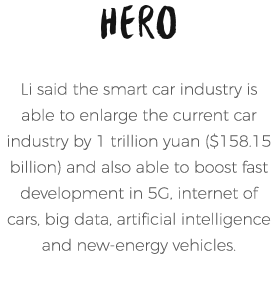 HERO
Li said the smart car industry is
able to enlarge the current car
industry by 1 trillion yuan ($158.15
billion) and also able to boost fast
development in 5G, internet of
cars, big data, artificial intelligence
and new-energy vehicles.